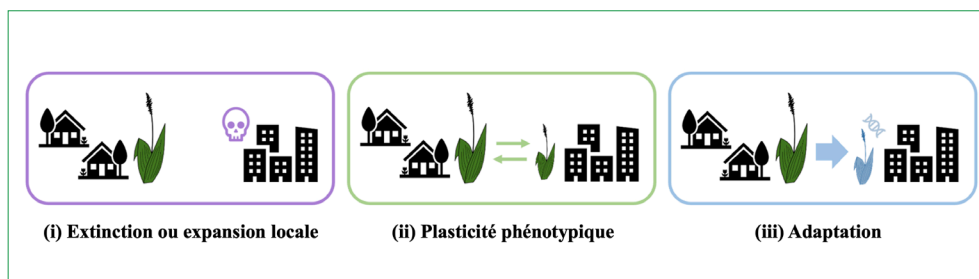 (i) Extinction ou expansion locale
(ii) Plasticité phénotypique
(iii) Adaptation